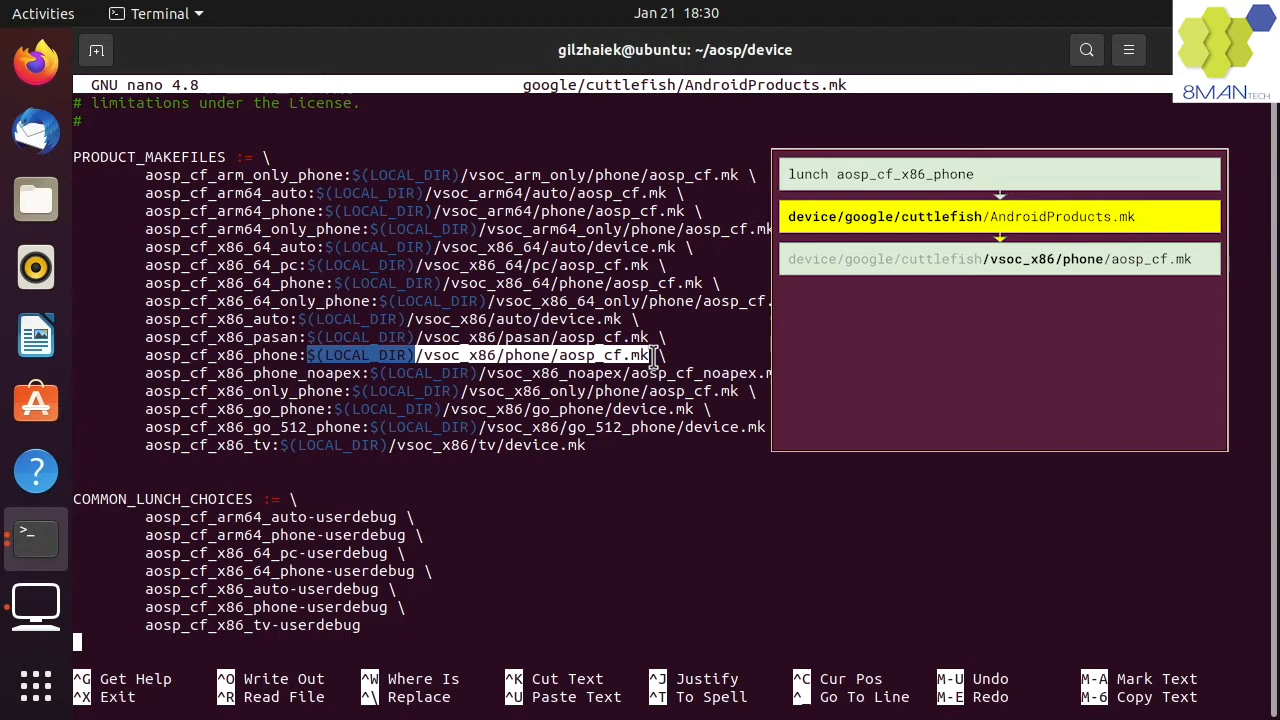 Activities Terminal Jan 21 18:30
gilzhaiek@ubuntu: ~/aosp/device
8MANTECH
GNU nano 4.8 google/cuttlefish/AndroidProducts.mk
# limitations under the License.
#
PRODUCT_MAKEFILES := \
aosp_cf_arm_only_phone:$(LOCAL_DIR)/vsoc_arm_only/phone/aosp_cf.mk \
aosp_cf_arm64_auto:$(LOCAL_DIR)/vsoc_arm64/auto/aosp_cf.mk \
aosp_cf_arm64_phone:$(LOCAL_DIR)/vsoc_arm64/phone/aosp_cf.mk \
aosp_cf_arm64_only_phone:$(LOCAL_DIR)/vsoc_arm64_only/phone/aosp_cf.mk
aosp_cf_x86_64_auto:$(LOCAL_DIR)/vsoc_x86_64/auto/device.mk \
aosp_cf_x86_64_pc:$(LOCAL_DIR)/vsoc_x86_64/pc/aosp_cf.mk \
aosp_cf_x86_64_phone:$(LOCAL_DIR)/vsoc_x86_64/phone/aosp_cf.mk \
aosp_cf_x86_64_only_phone:$(LOCAL_DIR)/vsoc_x86_64_only/phone/aosp_cf.
aosp_cf_x86_auto:$(LOCAL_DIR)/vsoc_x86/auto/device.mk \
aosp_cf_x86_pasan:$(LOCAL_DIR)/vsoc_x86/pasan/aosp_cf.mk \
aosp_cf_x86_phone:$(LOCAL_DIR)/vsoc_x86/phone/aosp_cf.mk \
aosp_cf_x86_phone_noapex:$(LOCAL_DIR)/vsoc_x86_noapex/aosp_cf_noapex.m
aosp_cf_x86_only_phone:$(LOCAL_DIR)/vsoc_x86_only/phone/aosp_cf.mk \
aosp_cf_x86_go_phone:$(LOCAL_DIR)/vsoc_x86/go_phone/device.mk \
aosp_cf_x86_go_512_phone:$(LOCAL_DIR)/vsoc_x86/go_512_phone/device.mk
aosp_cf_x86_tv:$(LOCAL_DIR)/vsoc_x86/tv/device.mk
lunch aosp_cf_x86_phone
device/google/cuttlefish/AndroidProducts.mk
device/google/cuttlefish/vsoc_x86/phone/aosp_cf.mk
COMMON_LUNCH_CHOICES := \
aosp_cf_arm64_auto-userdebug \
aosp_cf_arm64_phone-userdebug \
aosp_cf_x86_64_pc-userdebug \
aosp_cf_x86_64_phone-userdebug \
aosp_cf_x86_auto-userdebug \
aosp_cf_x86_phone-userdebug \
aosp_cf_x86_tv-userdebug
^G Get Help ^O Write Out ^W Where Is ^K Cut Text ^J Justify ^C Cur Pos M-U Undo M-A Mark Text
^X Exit ^R Read File ^\ Replace ^U Paste Text ^T To Spell ^_ Go To Line M-E Redo M-6 Copy Text